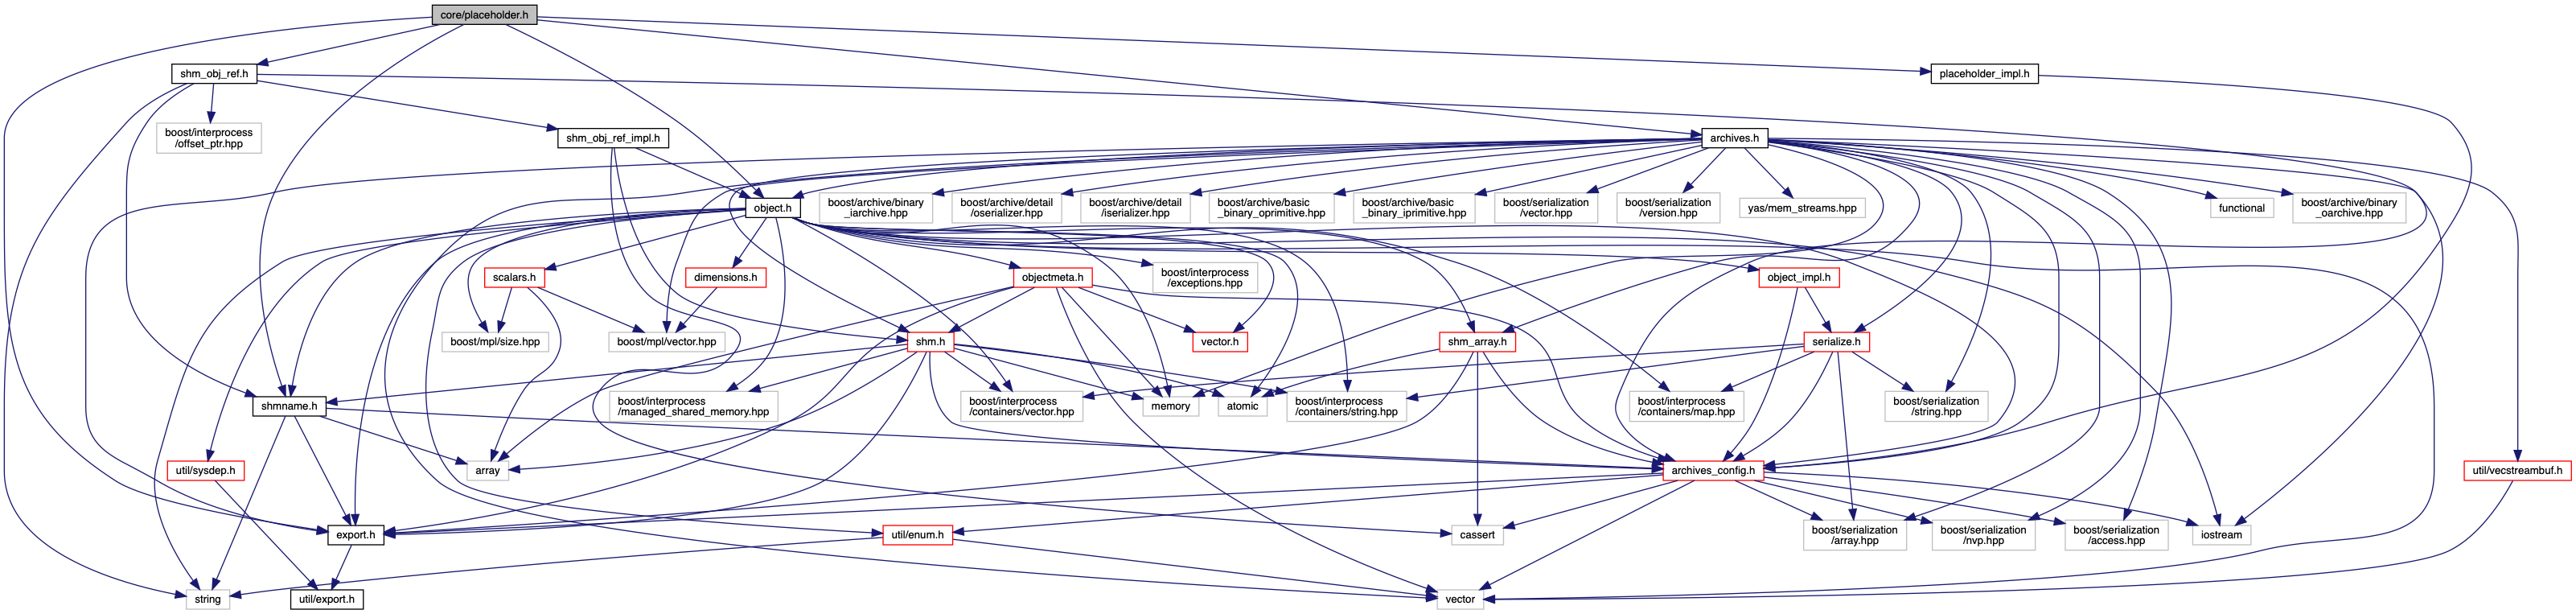 core/placeholder.h
shm_obj_ref.h
placeholder_impl.h
boost/interprocess
/offset_ptr.hpp
shm_obj_ref_impl.h
archives.h
object.h
boost/archive/binary
_iarchive.hpp
boost/archive/detail
/oserializer.hpp
boost/archive/detail
/iserializer.hpp
boost/archive/basic
_binary_oprimitive.hpp
boost/archive/basic
_binary_iprimitive.hpp
boost/serialization
/vector.hpp
boost/serialization
/version.hpp
yas/mem_streams.hpp
functional
boost/archive/binary
_oarchive.hpp
scalars.h
dimensions.h
objectmeta.h
boost/interprocess
/exceptions.hpp
object_impl.h
boost/mpl/size.hpp
boost/mpl/vector.hpp
shm.h
vector.h
shm_array.h
serialize.h
shmname.h
boost/interprocess
/managed_shared_memory.hpp
boost/interprocess
/containers/vector.hpp
memory
atomic
boost/interprocess
/containers/string.hpp
boost/interprocess
/containers/map.hpp
boost/serialization
/string.hpp
util/sysdep.h
array
archives_config.h
util/vecstreambuf.h
export.h
util/enum.h
cassert
boost/serialization
/array.hpp
boost/serialization
/nvp.hpp
boost/serialization
/access.hpp
iostream
string
util/export.h
vector